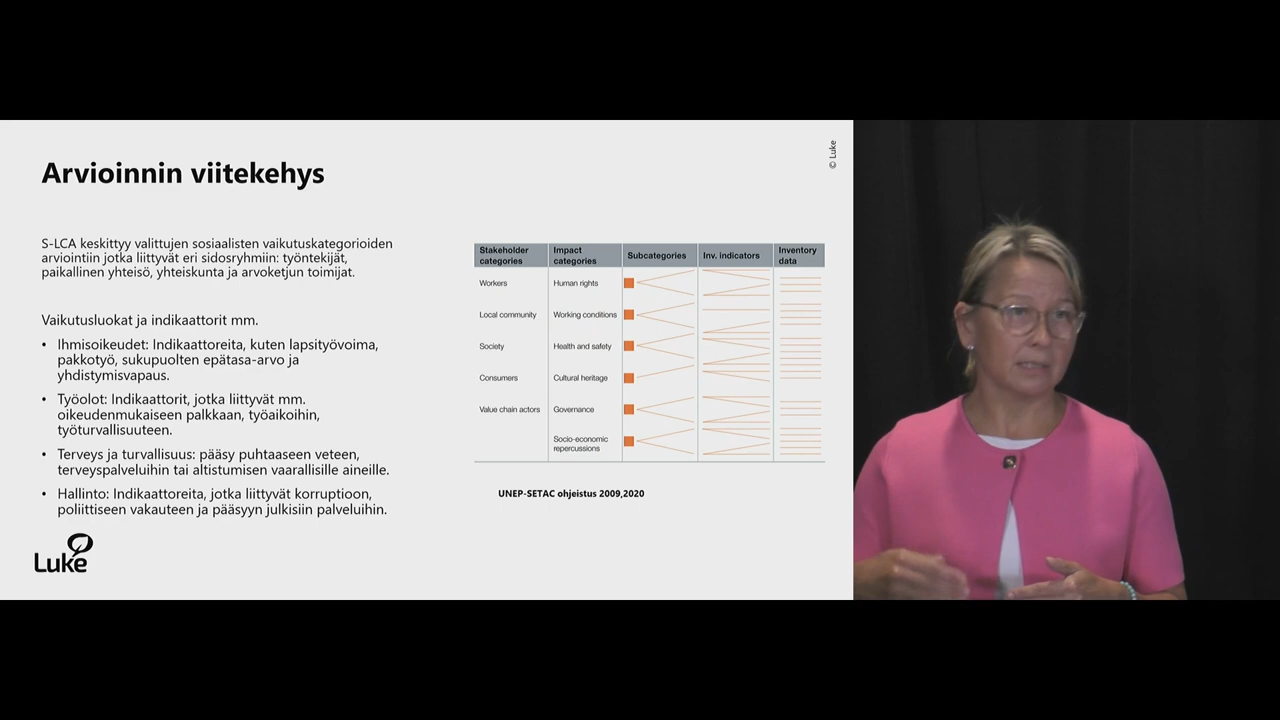 Arvioinnin viitekehys
© Luke
S-LCA keskittyy valittujen sosiaalisten vaikutuskategorioiden
arviointiin jotka liittyvät eri sidosryhmiin: työntekijät,
paikallinen yhteisö, yhteiskunta ja arvoketjun toimijat.
Vaikutusluokat ja indikaattorit mm.
• Ihmisoikeudet: Indikaattoreita, kuten lapsityövoima,
pakkotyö, sukupuolten epätasa-arvo ja
yhdistymisvapaus.
• Työolot: Indikaattorit, jotka liittyvät mm.
oikeudenmukaiseen palkkaan, työaikoihin,
työturvallisuuteen.
• Terveys ja turvallisuus: pääsy puhtaaseen veteen,
terveyspalveluihin tai altistumisen vaarallisille aineille.
• Hallinto: Indikaattoreita, jotka liittyvät korruptioon,
poliittiseen vakauteen ja pääsyyn julkisiin palveluihin.
Luke
Stakeholder categories Impact categories Subcategories Inv. indicators Inventory data
Workers Human rights
Local community Working conditions
Society Health and safety
Consumers Cultural heritage
Value chain actors Governance
Socio-economic
repercussions
UNEP-SETAC ohjeistus 2009,2020